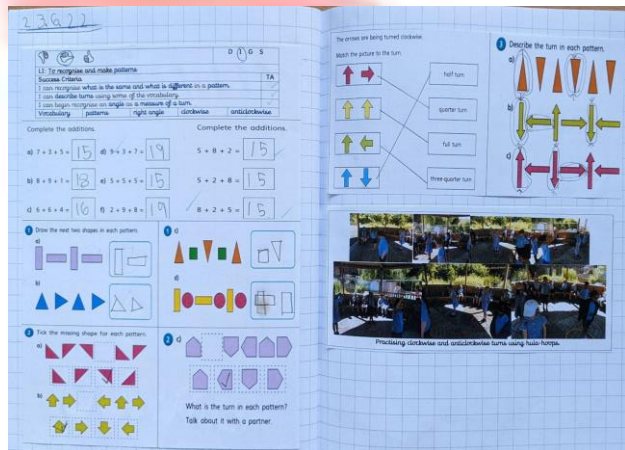 23622
D I G S
LI: To recognise and make patterns
Success Criteria TA
I can recognise what is the same and what is different in a pattern.
I can describe turns using some of the vocabulary.
I can begin recognise an angle as a measure of a turn.
Vocabulary patterns right angle clockwise anticlockwise
Complete the additions.
a) 7 + 3 + 5 = 15 d) 9 + 3 + 7 = 19
b) 8 + 9 + 1 = 18 e) 5 + 5 + 5 = 15
c) 6 + 6 + 4 = 16 f) 2 + 9 + 8 = 19
Complete the additions.
5 + 8 + 2 = 15
5 + 2 + 8 = 15
8 + 2 + 5 = 15
1 Draw the next two shapes in each pattern.
a)
b)
1 c)
d)
2 Tick the missing shape for each pattern.
a)
b)
2 c)
What is the turn in each pattern?
Talk about it with a partner.
The arrows are being turned clockwise.
Match the picture to the turn.
half turn
quarter turn
full turn
three-quarter turn
3 Describe the turn in each pattern.
a)
b)
c)
Practising clockwise and anticlockwise turns using hula-hoops.